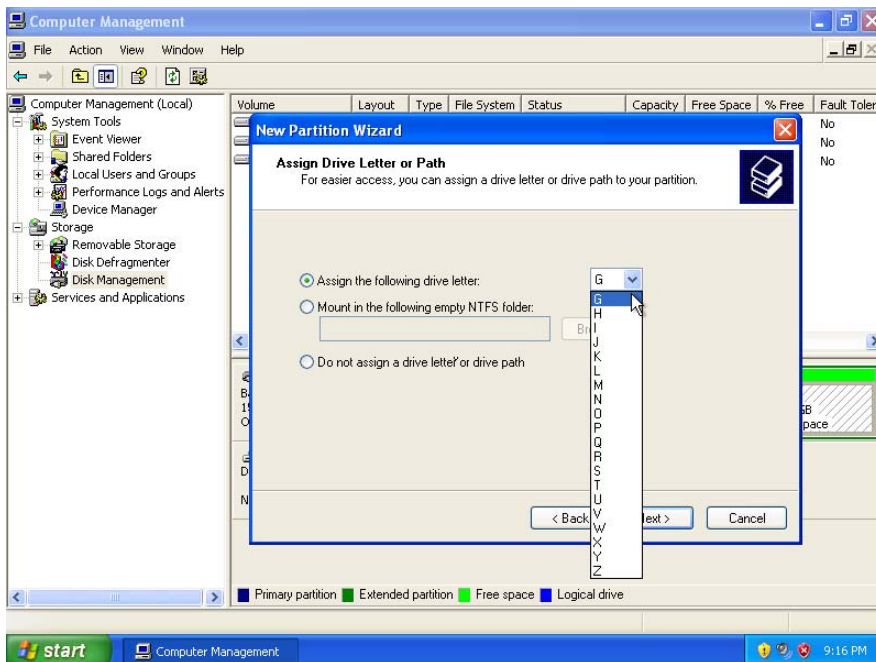 Computer Management
File Action View Window Help
Computer Management (Local)
System Tools
Event Viewer
Shared Folders
Local Users and Groups
Performance Logs and Alerts
Device Manager
Storage
Removable Storage
Disk Defragmenter
Disk Management
Services and Applications
Volume Layout Type File System Status Capacity Free Space % Free Fault Toler
No
No
No
New Partition Wizard
Assign Drive Letter or Path
For easier access, you can assign a drive letter or drive path to your partition.
Assign the following drive letter: G
Mount in the following empty NTFS folder:
Do not assign a drive letter or drive path
G
H
I
J
K
L
M
N
O
P
Q
R
S
T
U
V
W
X
Y
Z
< Back
Next >
Cancel
Primary partition Extended partition Free space Logical drive
start Computer Management 9:16 PM